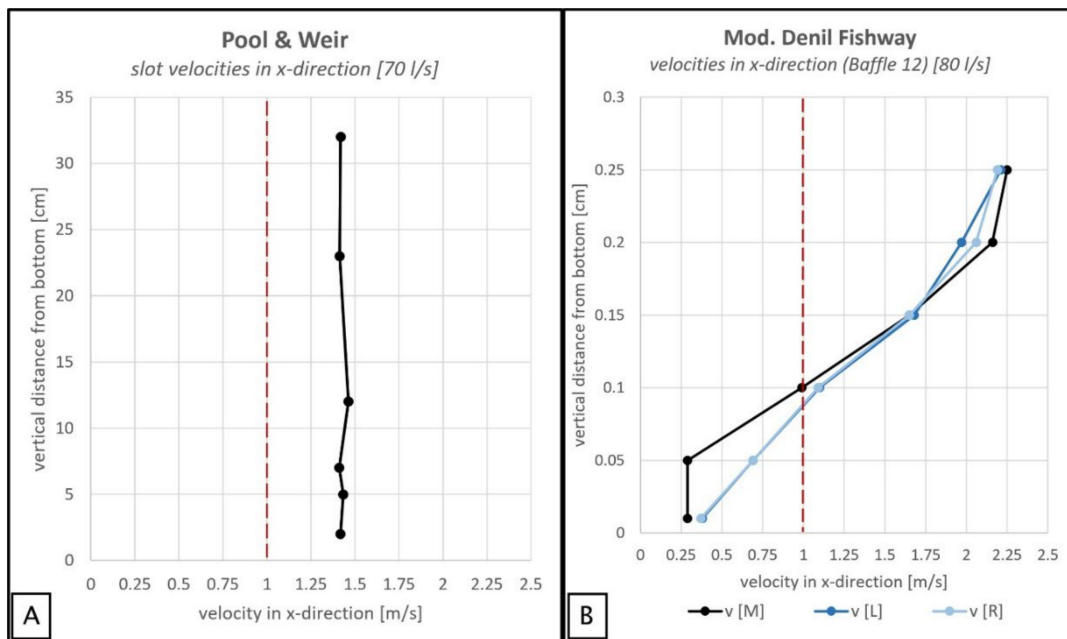 Pool & Weir
slot velocities in x-direction [70 l/s]
vertical distance from bottom [cm]
35
30
25
20
15
10
5
0
0 0.25 0.5 0.75 1 1.25 1.5 1.75 2 2.25 2.5
velocity in x-direction [m/s]
A
Mod. Denil Fishway
velocities in x-direction (Baffle 12) [80 l/s]
vertical distance from bottom [cm]
0.3
0.25
0.2
0.15
0.1
0.05
0
0 0.25 0.5 0.75 1 1.25 1.5 1.75 2 2.25 2.5
velocity in x-direction [m/s]
v [M] v [L] v [R]
B